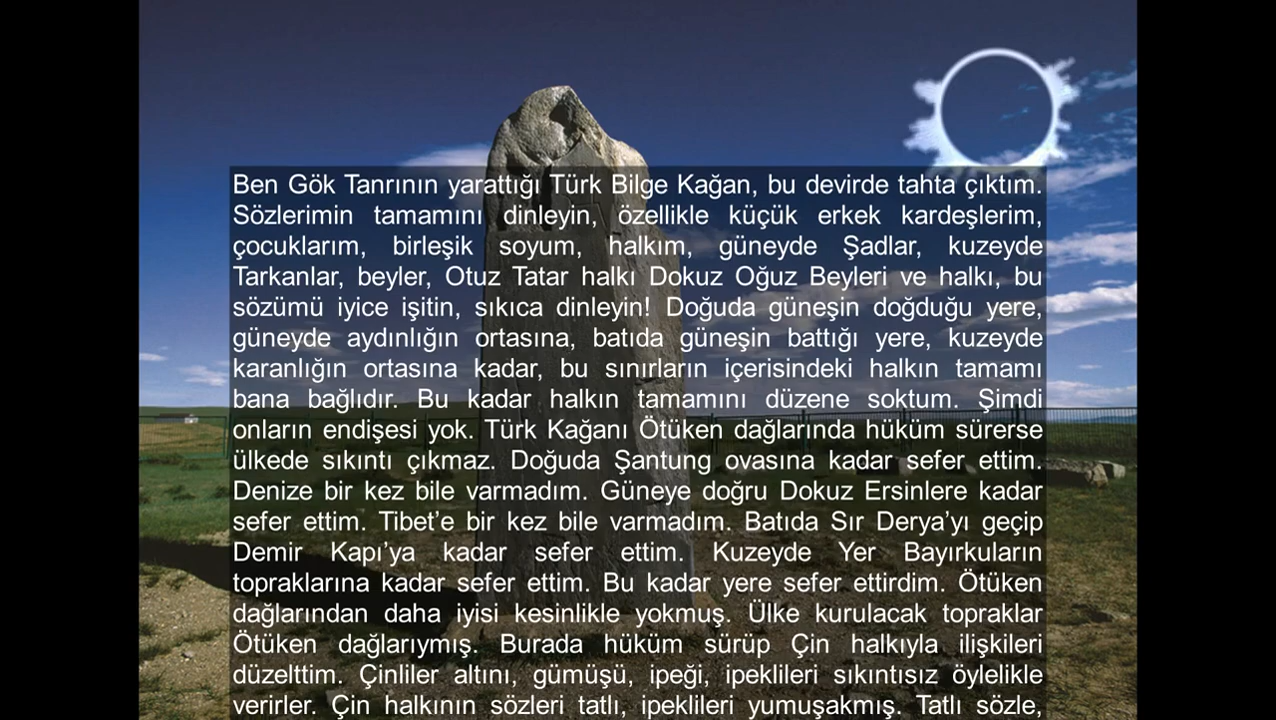 Ben Gök Tanrının yarattığı Türk Bilge Kağan, bu devirde tahta çıktım.
Sözlerimin tamamını dinleyin, özellikle küçük erkek kardeşlerim,
çocuklarım, birleşik soyum, halkım, güneyde Şadlar, kuzeyde
Tarkanlar, beyler, Otuz Tatar halkı Dokuz Oğuz Beyleri ve halkı, bu
sözümü iyice işitin, sıkıca dinleyin! Doğuda güneşin doğduğu yere,
güneyde aydınlığın ortasına, batıda güneşin battığı yere, kuzeyde
karanlığın ortasına kadar, bu sınırların içerisindeki halkın tamamı
bana bağlıdır. Bu kadar halkın tamamını düzene soktum. Şimdi
onların endişesi yok. Türk Kağanı Ötüken dağlarında hüküm sürerse
ülkede sıkıntı çıkmaz. Doğuda Şantung ovasına kadar sefer ettim.
Denize bir kez bile varmadım. Güneye doğru Dokuz Ersinlere kadar
sefer ettim. Tibet’e bir kez bile varmadım. Batıda Sır Derya’yı geçip
Demir Kapı’ya kadar sefer ettim. Kuzeyde Yer Bayırkuların
topraklarına kadar sefer ettim. Bu kadar yere sefer ettirdim. Ötüken
dağlarından daha iyisi kesinlikle yokmuş. Ülke kurulacak topraklar
Ötüken dağlarıymış. Burada hüküm sürüp Çin halkıyla ilişkileri
düzelttim. Çinliler altını, gümüşü, ipeği, ipeklileri sıkıntısız öylelikle
verirler. Çin halkının sözleri tatlı, ipeklileri yumuşakmış. Tatlı sözle,